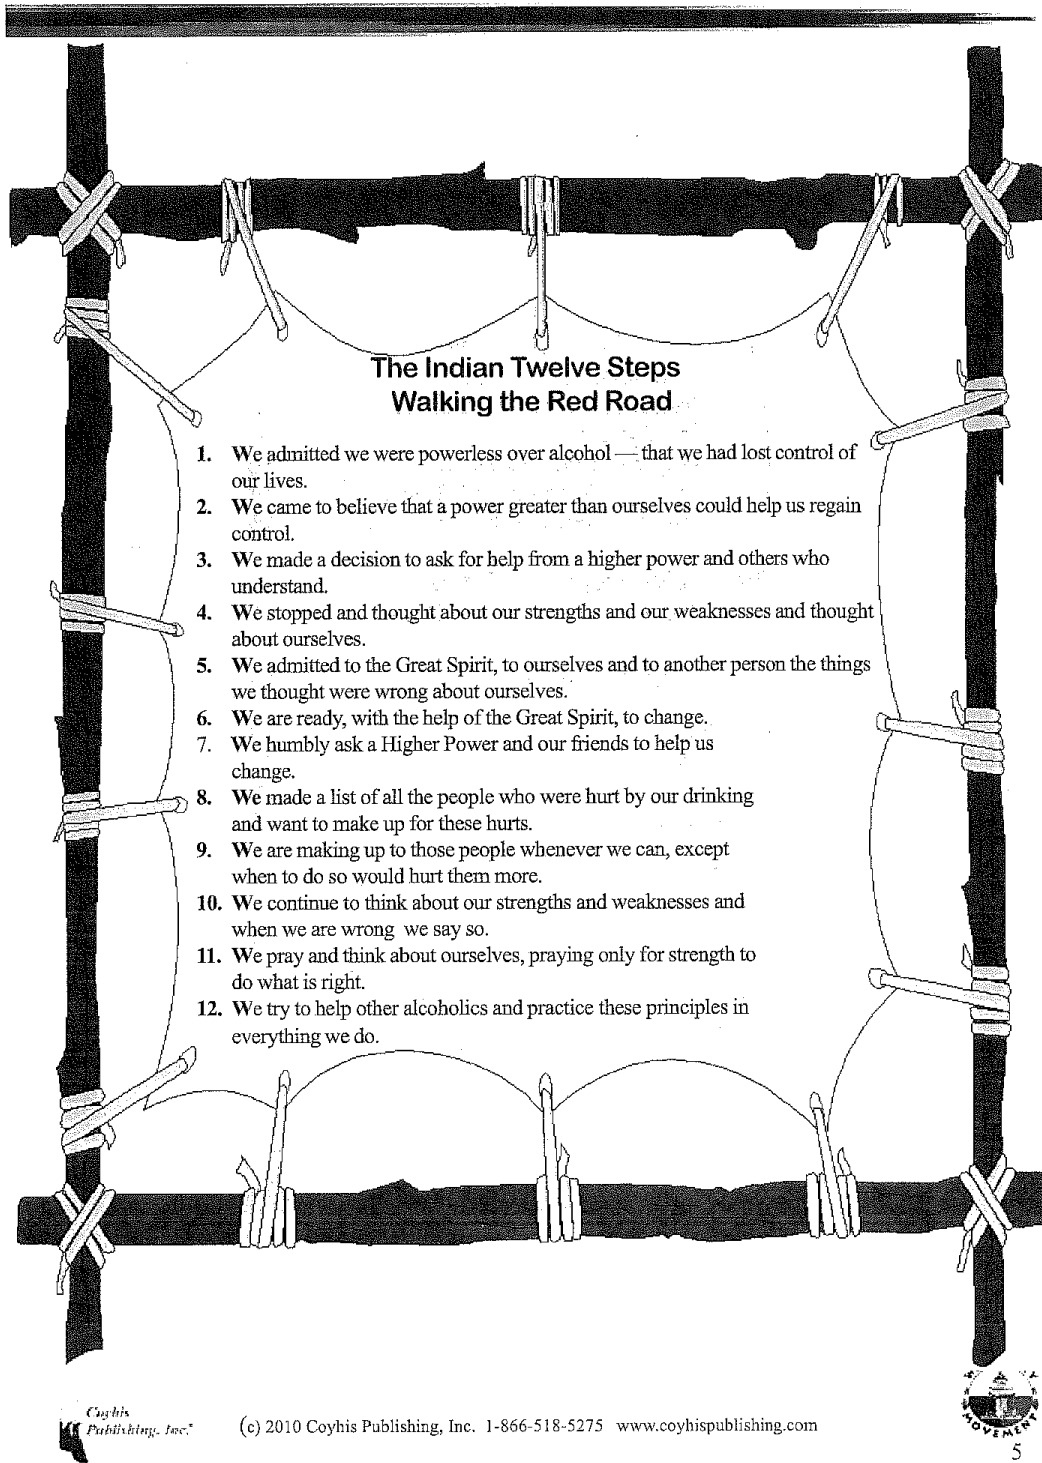 The Indian Twelve Steps
Walking the Red Road
1. We admitted we were powerless over alcohol — that we had lost control of
our lives.
2. We came to believe that a power greater than ourselves could help us regain
control.
3. We made a decision to ask for help from a higher power and others who
understand.
4. We stopped and thought about our strengths and our weaknesses and thought
about ourselves.
5. We admitted to the Great Spirit, to ourselves and to another person the things
we thought were wrong about ourselves.
6. We are ready, with the help of the Great Spirit, to change.
7. We humbly ask a Higher Power and our friends to help us
change.
8. We made a list of all the people who were hurt by our drinking
and want to make up for these hurts.
9. We are making up to those people whenever we can, except
when to do so would hurt them more.
10. We continue to think about our strengths and weaknesses and
when we are wrong we say so.
11. We pray and think about ourselves, praying only for strength to
do what is right.
12. We try to help other alcoholics and practice these principles in
everything we do.
Coyhis
Publishing, Inc.
(c) 2010 Coyhis Publishing, Inc. 1-866-518-5275 www.coyhispublishing.com
MOVEMENT
5